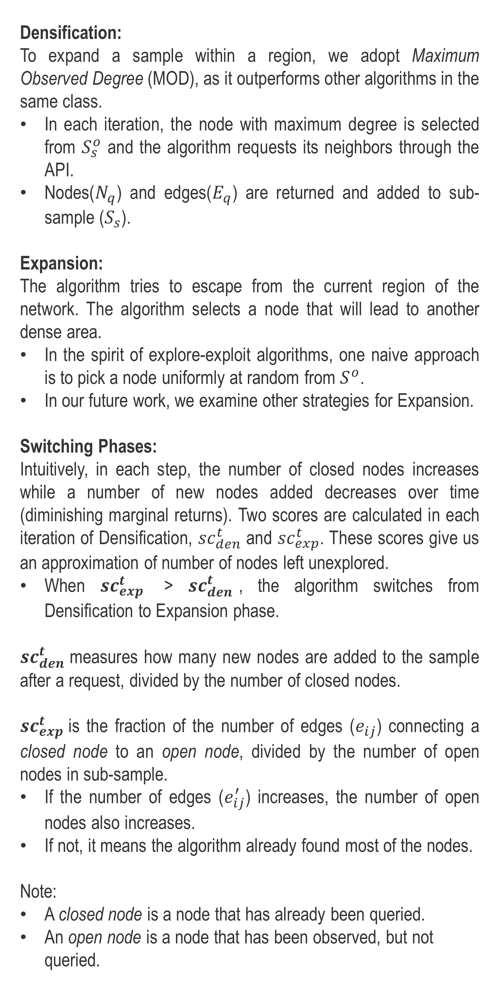 Densification:
To expand a sample within a region, we adopt Maximum
Observed Degree (MOD), as it outperforms other algorithms in the
same class.
• In each iteration, the node with maximum degree is selected
from $S_s^o$ and the algorithm requests its neighbors through the
API.
• Nodes($N_q$) and edges($E_q$) are returned and added to sub-
sample ($S_s$).
Expansion:
The algorithm tries to escape from the current region of the
network. The algorithm selects a node that will lead to another
dense area.
• In the spirit of explore-exploit algorithms, one naive approach
is to pick a node uniformly at random from $S^o$.
• In our future work, we examine other strategies for Expansion.
Switching Phases:
Intuitively, in each step, the number of closed nodes increases
while a number of new nodes added decreases over time
(diminishing marginal returns). Two scores are calculated in each
iteration of Densification, $sc_{den}^t$ and $sc_{exp}^t$. These scores give us
an approximation of number of nodes left unexplored.
• When $sc_{exp}^t$ > $sc_{den}^t$ , the algorithm switches from
Densification to Expansion phase.
$sc_{den}^t$ measures how many new nodes are added to the sample
after a request, divided by the number of closed nodes.
$sc_{exp}^t$ is the fraction of the number of edges ($e_{ij}$) connecting a
closed node to an open node, divided by the number of open
nodes in sub-sample.
• If the number of edges ($e_{ij}'$) increases, the number of open
nodes also increases.
• If not, it means the algorithm already found most of the nodes.
Note:
• A closed node is a node that has already been queried.
• An open node is a node that has been observed, but not
queried.